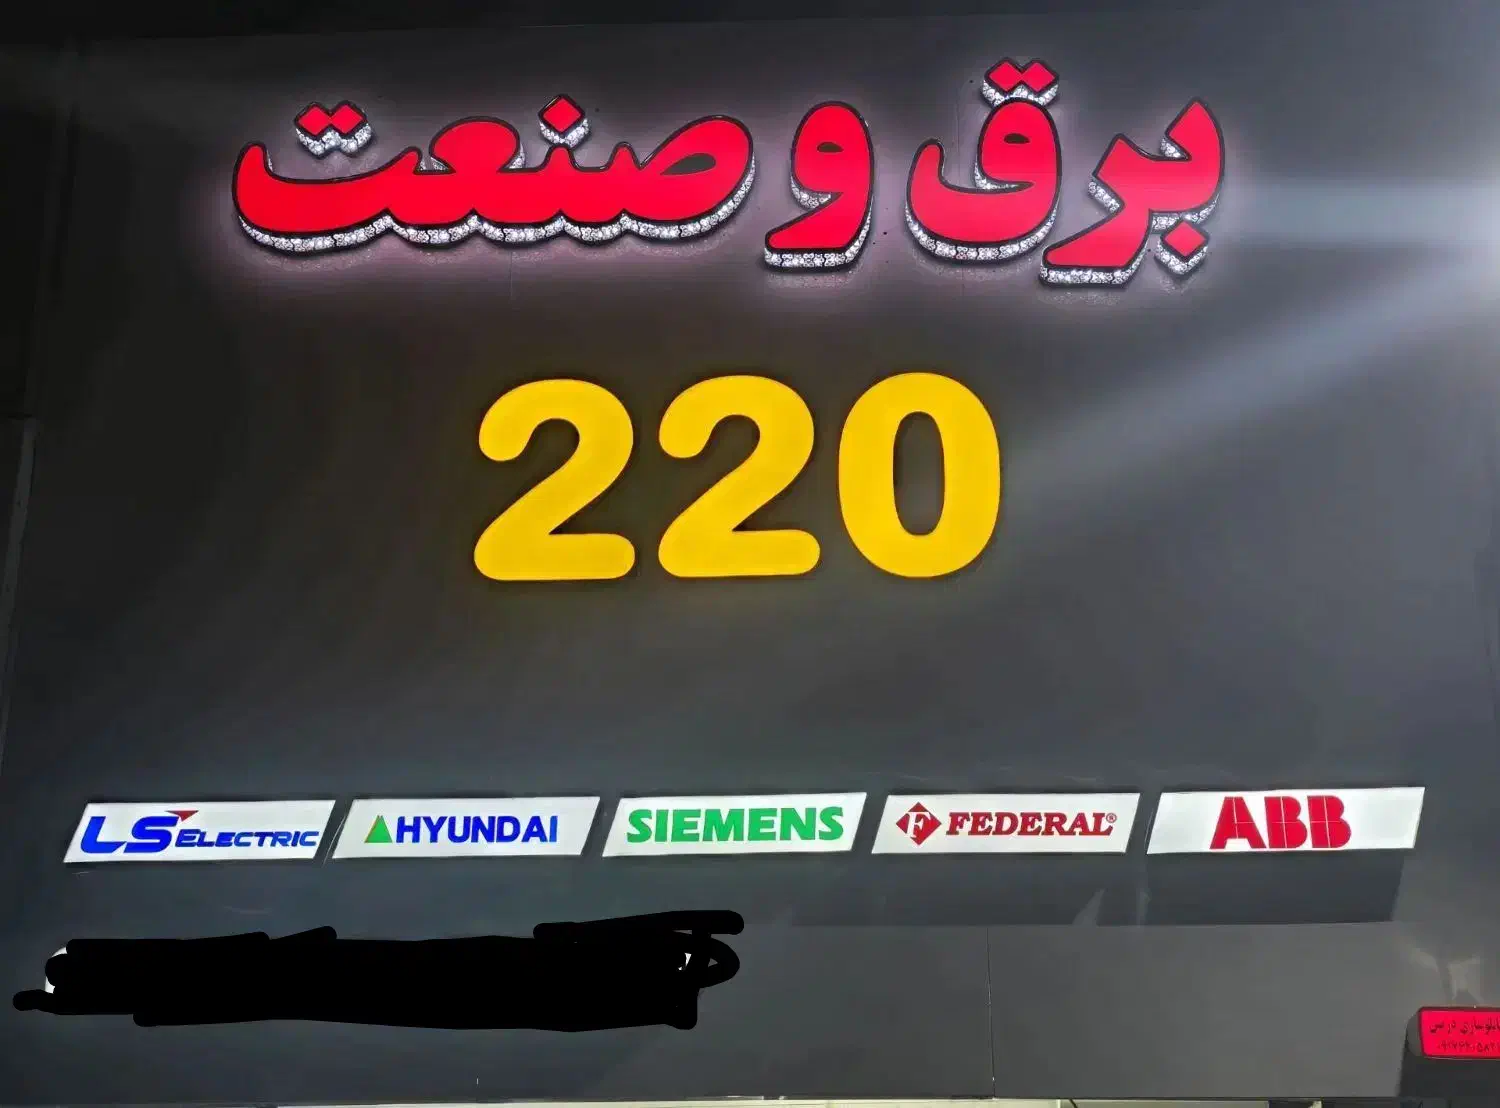 برق و صنعت
220
LS ELECTRIC HYUNDAI SIEMENS F FEDERAL® ABB